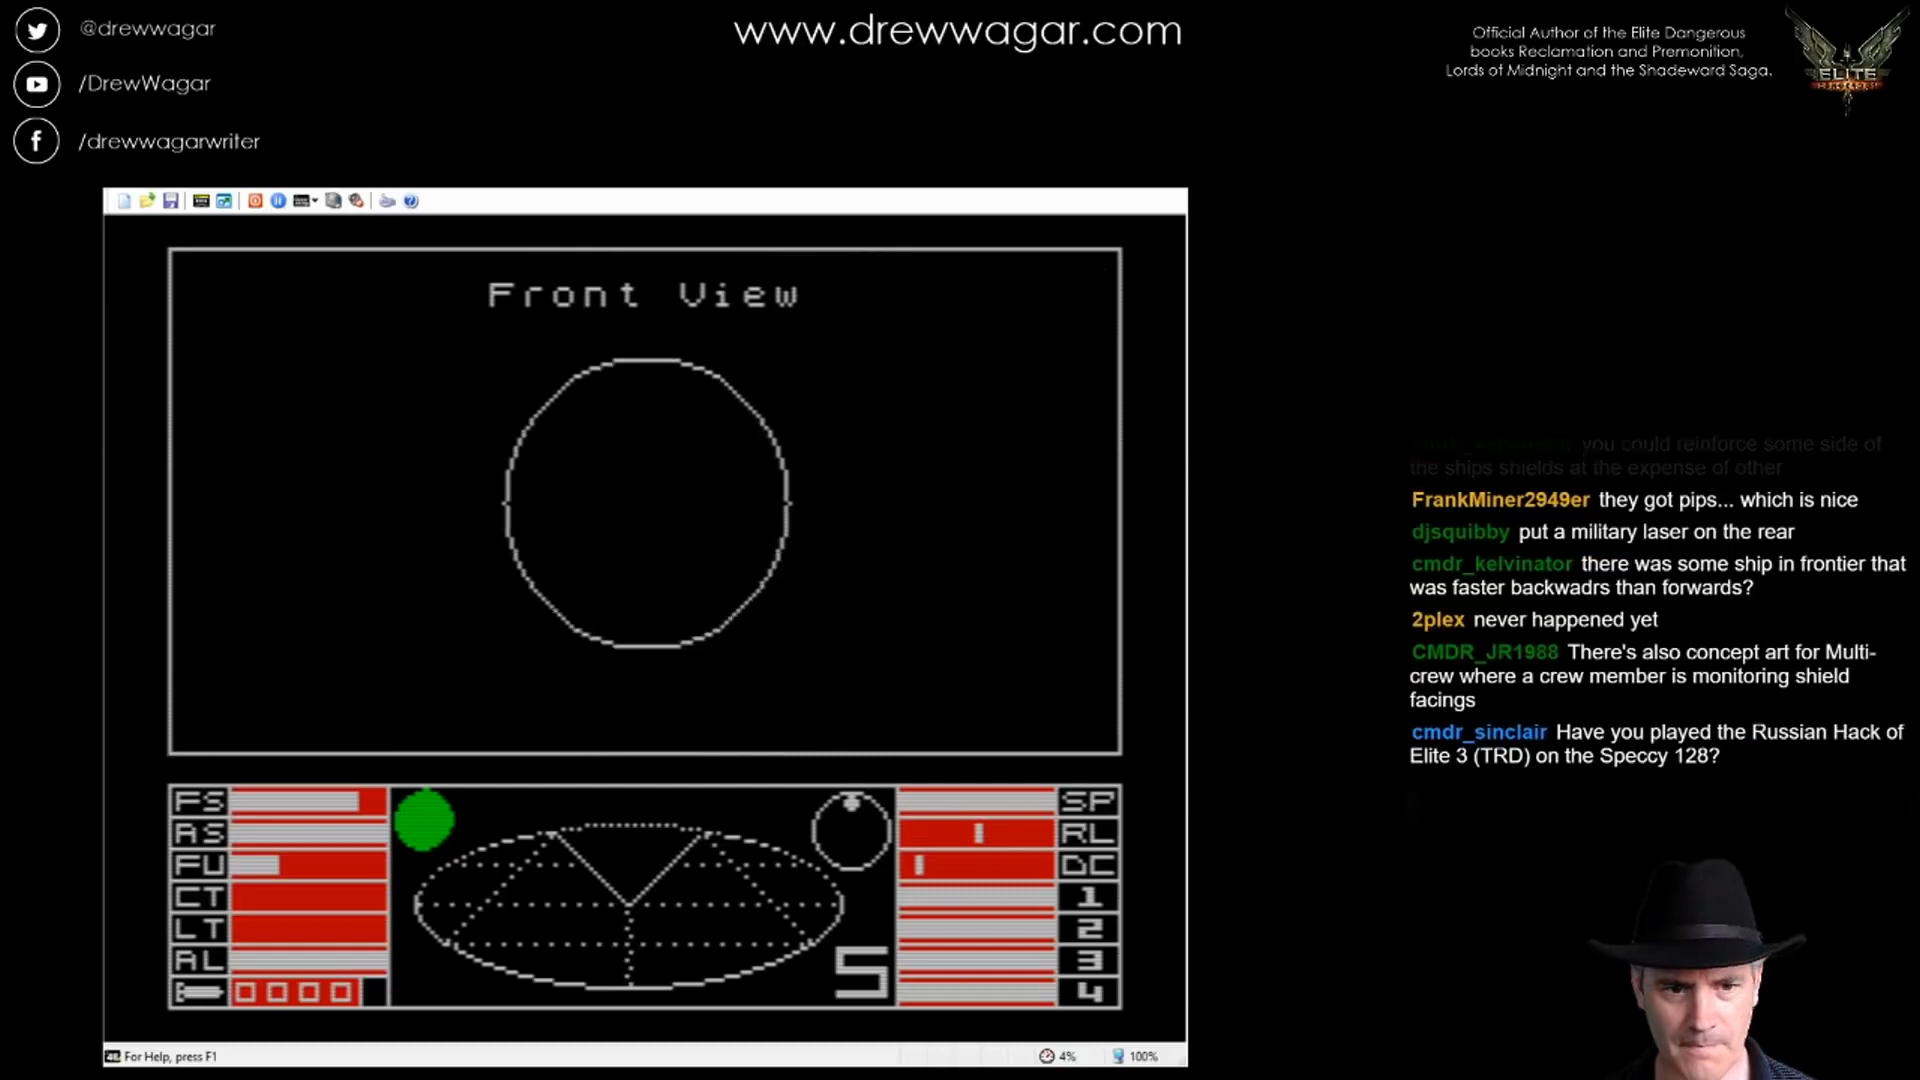 @drewwagar
/DrewWagar
/drewwagarwriter
www.drewwagar.com
Official Author of the Elite Dangerous
books Reclamation and Premonition,
Lords of Midnight and the Shadeward Saga.
ELITE
Front View
FS
AS
FU
CT
LT
AL
S
SP
RL
DC
1
2
3
4
For Help, press F1
4%
100%
you could reinforce some side of
the ships shields at the expense of other
FrankMiner2949er they got pips... which is nice
djsquibby put a military laser on the rear
cmdr_kelvinator there was some ship in frontier that
was faster backwadrs than forwards?
2plex never happened yet
CMDR_JR1988 There's also concept art for Multi-
crew where a crew member is monitoring shield
facings
cmdr_sinclair Have you played the Russian Hack of
Elite 3 (TRD) on the Speccy 128?